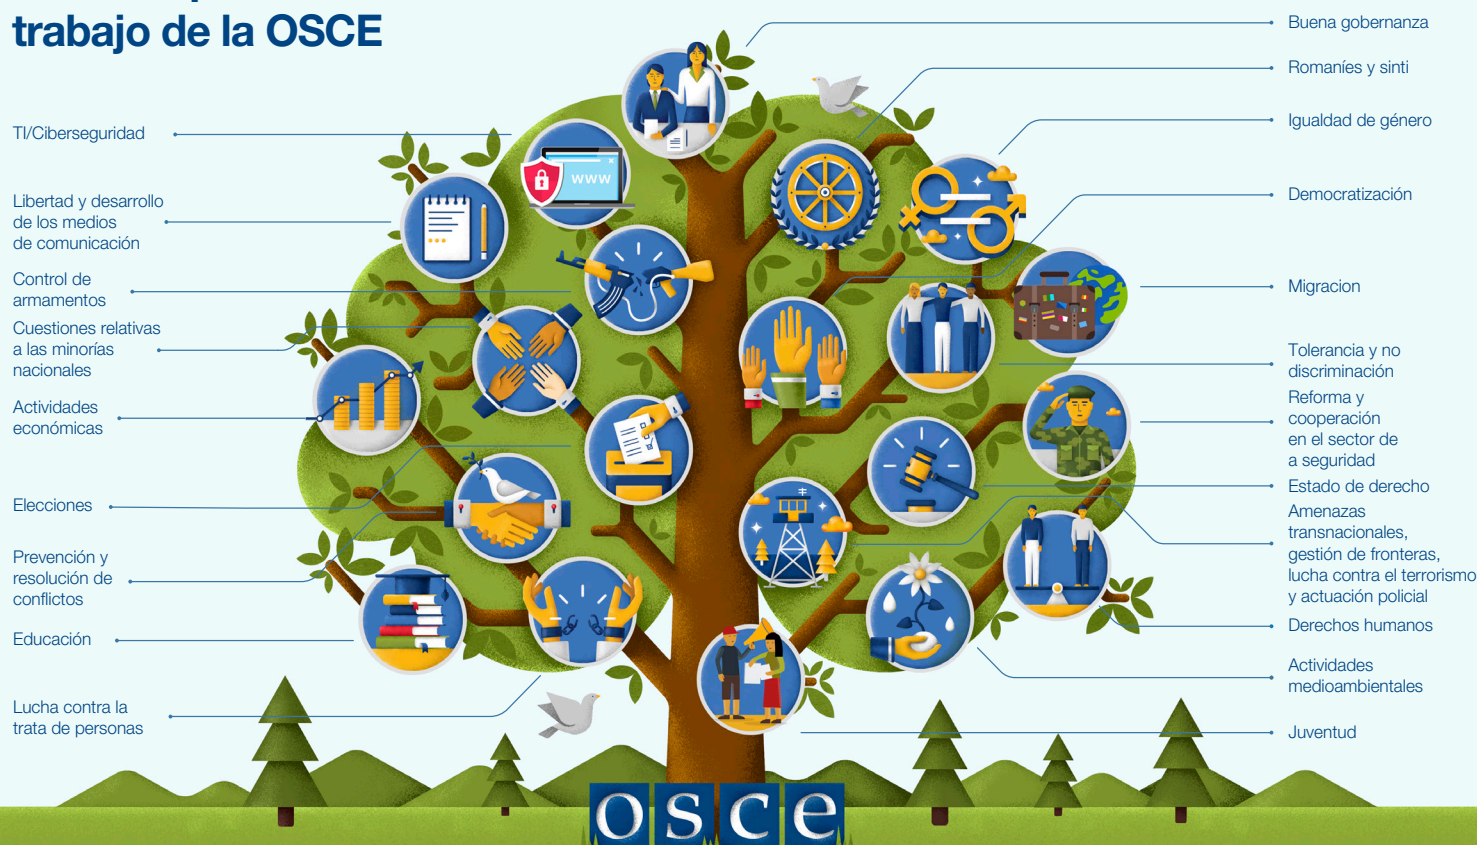 trabajo de la OSCE
TI/Ciberseguridad
Libertad y desarrollo
de los medios
de comunicación
Control de
armamentos
Cuestiones relativas
a las minorías
nacionales
Actividades
económicas
Elecciones
Prevención y
resolución de
conflictos
Educación
Lucha contra la
trata de personas
www
Buena gobernanza
Romaníes y sinti
Igualdad de género
Democratización
Migracion
Tolerancia y no
discriminación
Reforma y
cooperación
en el sector de
a seguridad
Estado de derecho
Amenazas
transnacionales,
gestión de fronteras,
lucha contra el terrorismo
y actuación policial
Derechos humanos
Actividades
medioambientales
Juventud
osce